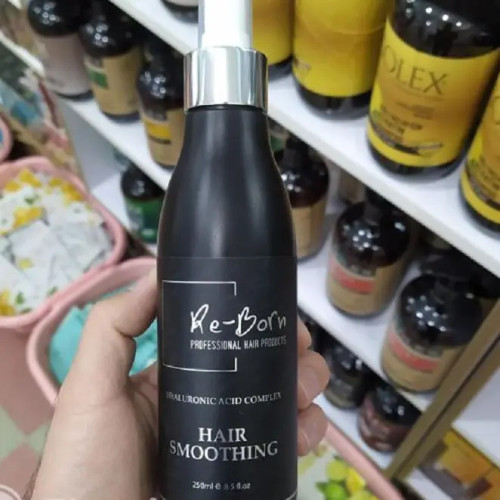 OLEX
Re-Born
PROFESSIONAL HAIR PRODUCTS
HYALURONIC ACID COMPLEX
HAIR
SMOOTHING
250ml e 8.5 fl.oz